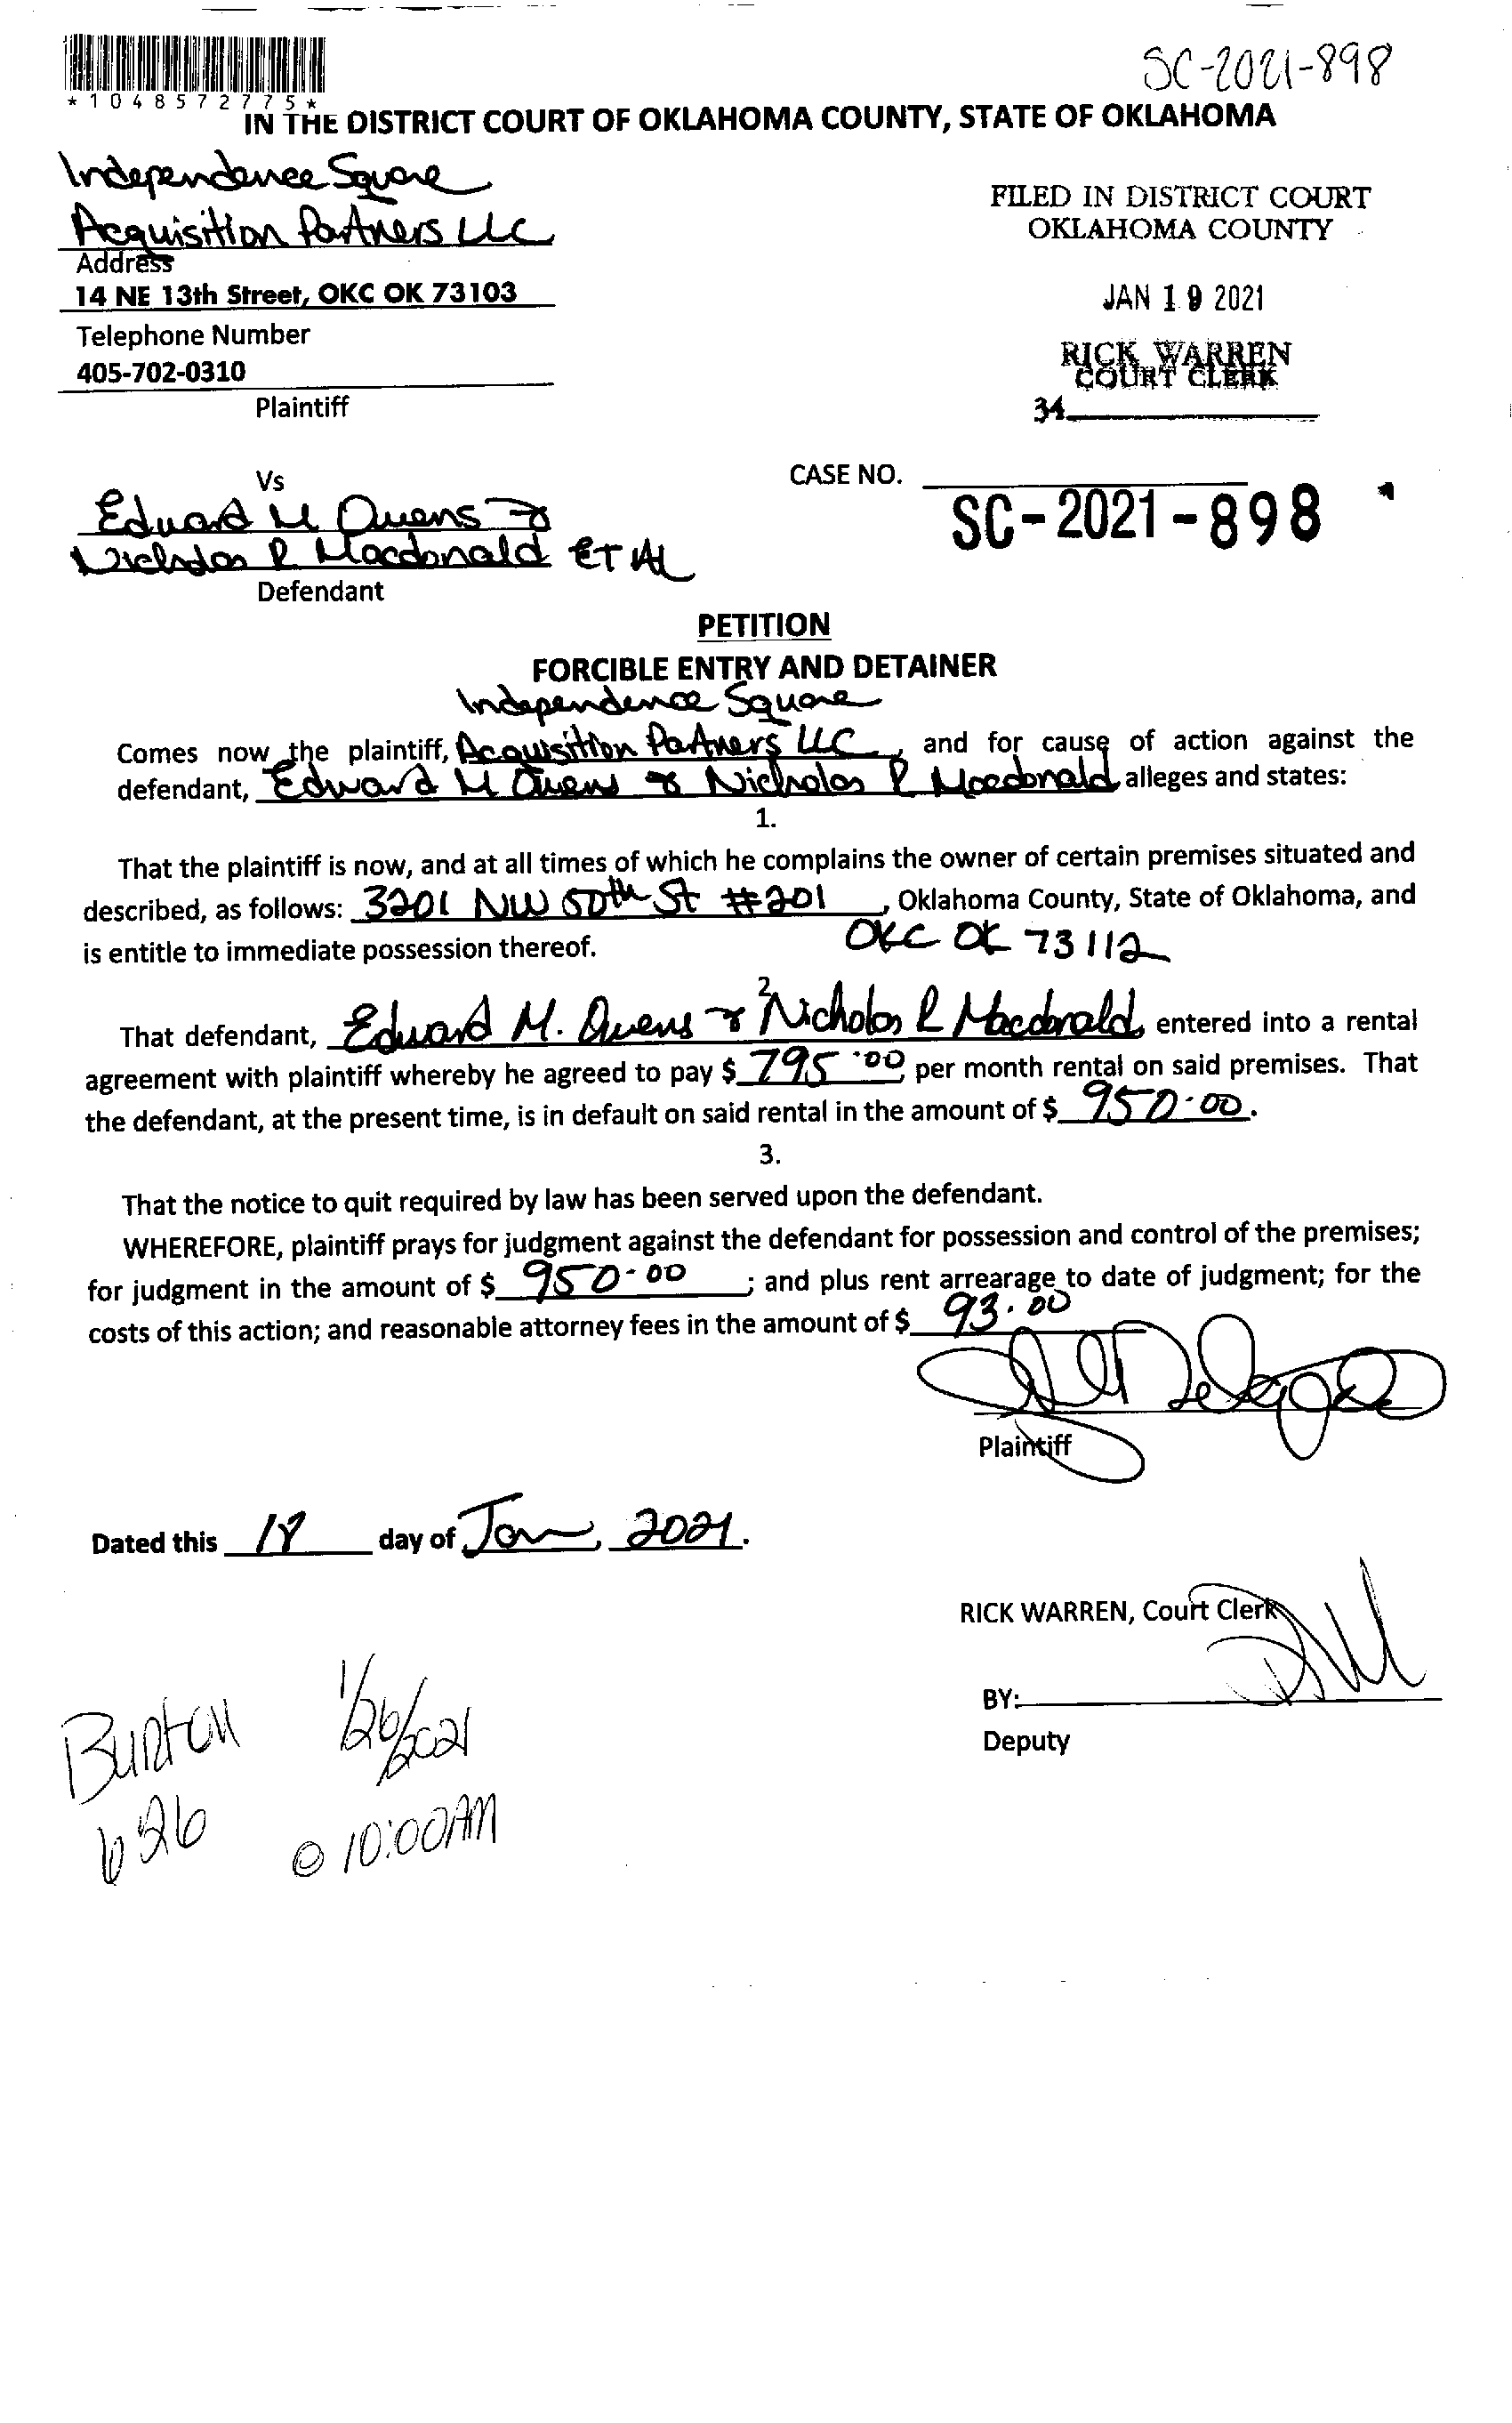 SC-2021-898
*1048572775*
IN THE DISTRICT COURT OF OKLAHOMA COUNTY, STATE OF OKLAHOMA
Independence Square
Acquisition Partners LLC
Address
14 NE 13th Street, OKC OK 73103
Telephone Number
405-702-0310
Plaintiff
FILED IN DISTRICT COURT
OKLAHOMA COUNTY
JAN 19 2021
RICK WARREN
COURT CLERK
34
Vs
CASE NO.
SC-2021-898
Edward M Owens &
Nicholas R Macdonald ET AL
Defendant
PETITION
FORCIBLE ENTRY AND DETAINER
Independence Square
Comes now the plaintiff, Acquisition Partners LLC, and for cause of action against the
defendant, Edward M Owens & Nicholas R Macdonald alleges and states:
1.
That the plaintiff is now, and at all times of which he complains the owner of certain premises situated and
described, as follows: 3201 NW 50th St #201, Oklahoma County, State of Oklahoma, and
is entitle to immediate possession thereof. OKC OK 73112
2.
That defendant, Edward M. Owens & Nicholas R Macdonald, entered into a rental
agreement with plaintiff whereby he agreed to pay $ 795.00 per month rental on said premises. That
the defendant, at the present time, is in default on said rental in the amount of $ 950.00.
3.
That the notice to quit required by law has been served upon the defendant.
WHEREFORE, plaintiff prays for judgment against the defendant for possession and control of the premises;
for judgment in the amount of $ 950.00 ; and plus rent arrearage to date of judgment; for the
costs of this action; and reasonable attorney fees in the amount of $ 93.00
Plaintiff
Dated this 18 day of Jan, 2021.
RICK WARREN, Court Clerk
BY:
Deputy
Burton 1/26/2021
626 @ 10:00AM